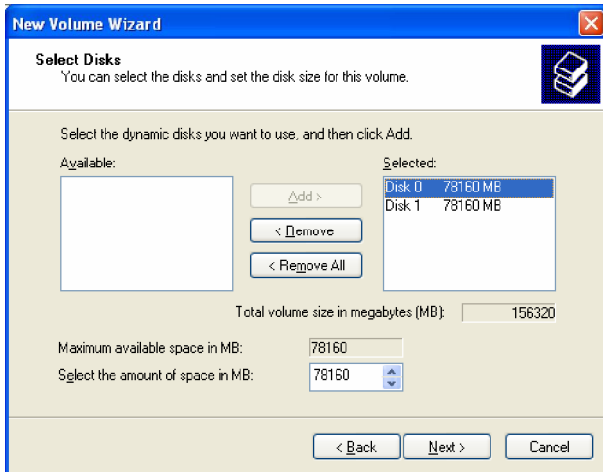 New Volume Wizard
Select Disks
You can select the disks and set the disk size for this volume.
Select the dynamic disks you want to use, and then click Add.
Available:
Selected:
Add >
Disk 0 78160 MB
Disk 1 78160 MB
< Remove
< Remove All
Total volume size in megabytes (MB): 156320
Maximum available space in MB: 78160
Select the amount of space in MB: 78160
< Back Next > Cancel